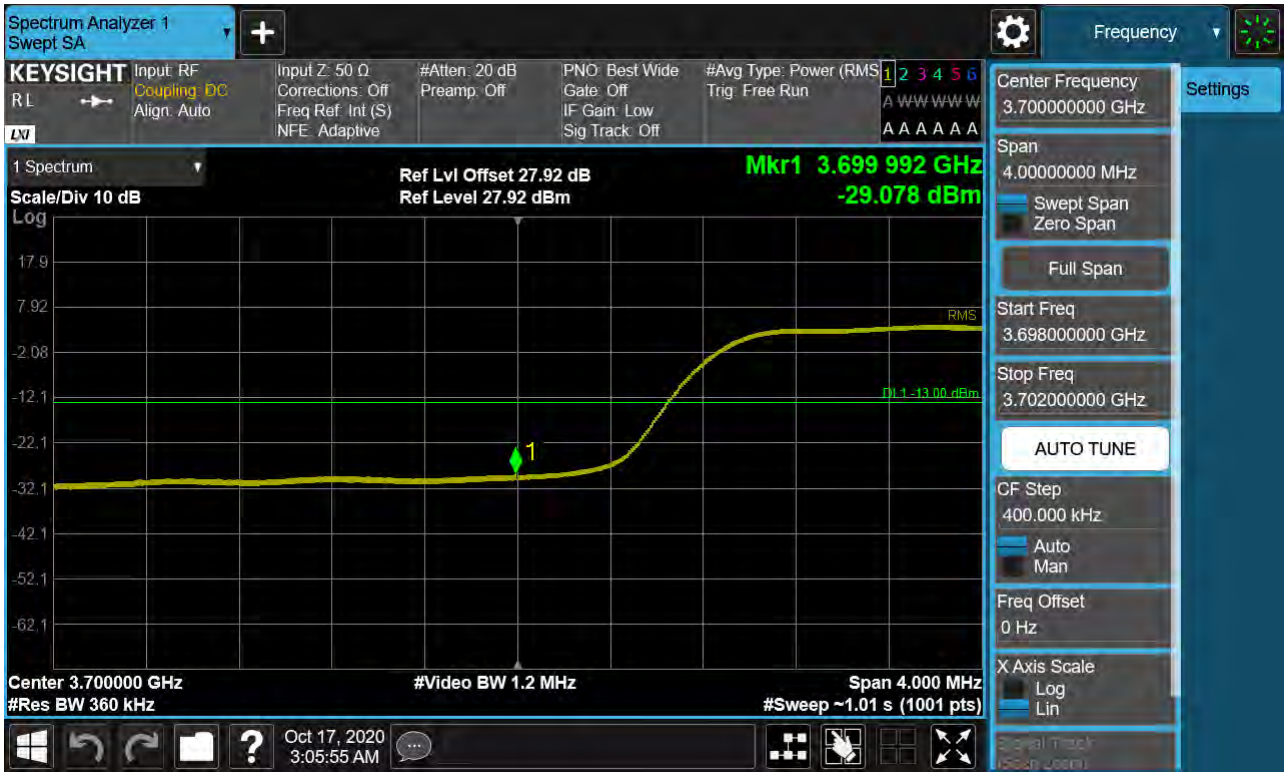 Spectrum Analyzer 1
Swept SA
+
Frequency
KEYSIGHT
R L
LXI
Input: RF
Coupling: DC
Align: Auto
Input Z: 50 Ω
Corrections: Off
Freq Ref: Int (S)
NFE: Adaptive
#Atten: 20 dB
Preamp: Off
PNO: Best Wide
Gate: Off
IF Gain: Low
Sig Track: Off
#Avg Type: Power (RMS
Trig: Free Run
1 2 3 4 5 6
A W W W W W
A A A A A A
Center Frequency
3.700000000 GHz
Settings
Span
4.00000000 MHz
Swept Span
Zero Span
Full Span
Start Freq
3.698000000 GHz
Stop Freq
3.702000000 GHz
AUTO TUNE
CF Step
400.000 kHz
Auto
Man
Freq Offset
0 Hz
X Axis Scale
Log
Lin
Signal Track
(Span Zoom)
1 Spectrum
Scale/Div 10 dB
Log
Ref Lvl Offset 27.92 dB
Ref Level 27.92 dBm
Mkr1 3.699 992 GHz
-29.078 dBm
17.9
7.92
-2.08
-12.1
-22.1
-32.1
-42.1
-52.1
-62.1
RMS
DL1 -13.00 dBm
1
Center 3.700000 GHz
#Res BW 360 kHz
#Video BW 1.2 MHz
Span 4.000 MHz
#Sweep ~1.01 s (1001 pts)
?
Oct 17, 2020
3:05:55 AM